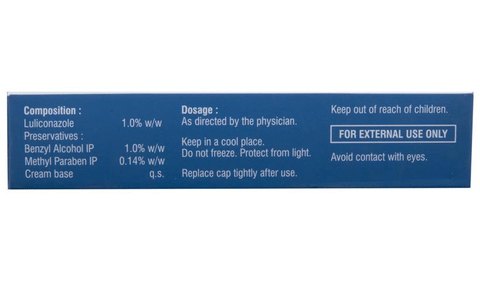 Composition :
Luliconazole 1.0% w/w
Preservatives :
Benzyl Alcohol IP 1.0% w/w
Methyl Paraben IP 0.14% w/w
Cream base q.s.
Dosage :
As directed by the physician.
Keep in a cool place.
Do not freeze. Protect from light.
Replace cap tightly after use.
Keep out of reach of children.
FOR EXTERNAL USE ONLY
Avoid contact with eyes.